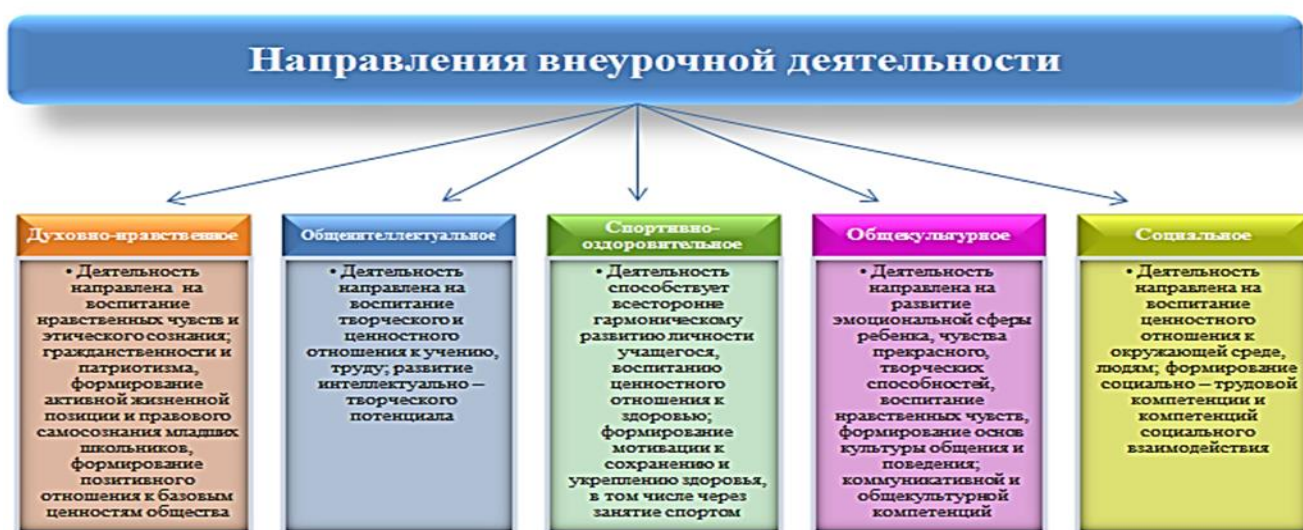 Направления внеурочной деятельности
Духовно-нравственное
• Деятельность
направлена на
воспитание
нравственных чувств и
этического сознания;
гражданственности и
патриотизма,
формирование
активной жизненной
позиции и правового
самосознания младших
школьников,
формирование
позитивного
отношения к базовым
ценностям общества
Общеителлектуальное
• Деятельность
направлена на
воспитание
творческого и
ценностного
отношения к учению,
труду; развитие
интеллектуально –
творческого
потенциала
Спортивно-
оздоровительное
• Деятельность
способствует
всесторонне
гармоническому
развитию личности
учащегося,
воспитанию
ценностного
отношения к
здоровью;
формирование
мотивации к
сохранению и
укреплению здоровья,
в том числе через
занятие спортом
Общекультурное
• Деятельность
направлена на
развитие
эмоциональной сферы
ребенка, чувства
прекрасного,
творческих
способностей,
воспитание
нравственных чувств,
формирование основ
культуры общения и
поведения;
коммуникативной и
общекультурной
компетенций
Социальное
• Деятельность
направлена на
воспитание
ценностного
отношения к
окружающей среде,
людям; формирование
социально – трудовой
компетенции и
компетенций
социального
взаимодействия